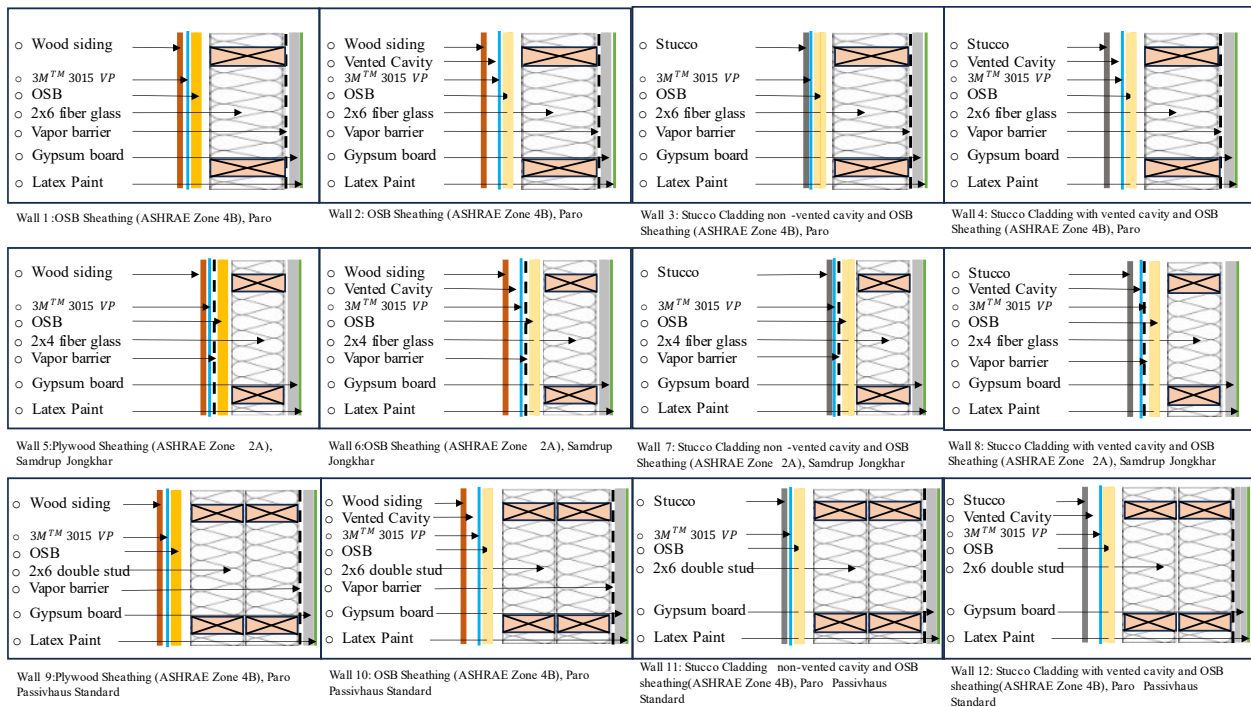 Wood siding
3M™ 3015 VP
OSB
2x6 fiber glass
Vapor barrier
Gypsum board
Latex Paint
Wall 1 :OSB Sheathing (ASHRAE Zone 4B), Paro
Wood siding
Vented Cavity
3M™ 3015 VP
OSB
2x6 fiber glass
Vapor barrier
Gypsum board
Latex Paint
Wall 2: OSB Sheathing (ASHRAE Zone 4B), Paro
Stucco
3M™ 3015 VP
OSB
2x6 fiber glass
Vapor barrier
Gypsum board
Latex Paint
Wall 3: Stucco Cladding non -vented cavity and OSB
Sheathing (ASHRAE Zone 4B), Paro
Stucco
Vented Cavity
3M™ 3015 VP
OSB
2x6 fiber glass
Vapor barrier
Gypsum board
Latex Paint
Wall 4: Stucco Cladding with vented cavity and OSB
Sheathing (ASHRAE Zone 4B), Paro
Wood siding
3M™ 3015 VP
OSB
2x4 fiber glass
Vapor barrier
Gypsum board
Latex Paint
Wall 5:Plywood Sheathing (ASHRAE Zone 2A),
Samdrup Jongkhar
Wood siding
Vented Cavity
3M™ 3015 VP
OSB
2x4 fiber glass
Vapor barrier
Gypsum board
Latex Paint
Wall 6:OSB Sheathing (ASHRAE Zone 2A), Samdrup
Jongkhar
Stucco
3M™ 3015 VP
OSB
2x4 fiber glass
Vapor barrier
Gypsum board
Latex Paint
Wall 7: Stucco Cladding non -vented cavity and OSB
Sheathing (ASHRAE Zone 2A), Samdrup Jongkhar
Stucco
Vented Cavity
3M™ 3015 VP
OSB
2x4 fiber glass
Vapor barrier
Gypsum board
Latex Paint
Wall 8: Stucco Cladding with vented cavity and OSB
Sheathing (ASHRAE Zone 2A), Samdrup Jongkhar
Wood siding
3M™ 3015 VP
OSB
2x6 double stud
Vapor barrier
Gypsum board
Latex Paint
Wall 9:Plywood Sheathing (ASHRAE Zone 4B), Paro
Passivhaus Standard
Wood siding
Vented Cavity
3M™ 3015 VP
OSB
2x6 double stud
Vapor barrier
Gypsum board
Latex Paint
Wall 10: OSB Sheathing (ASHRAE Zone 4B), Paro
Passivhaus Standard
Stucco
3M™ 3015 VP
OSB
2x6 double stud
Gypsum board
Latex Paint
Wall 11: Stucco Cladding non-vented cavity and OSB
sheathing(ASHRAE Zone 4B), Paro Passivhaus
Standard
Stucco
Vented Cavity
3M™ 3015 VP
OSB
2x6 double stud
Gypsum board
Latex Paint
Wall 12: Stucco Cladding with vented cavity and OSB
sheathing(ASHRAE Zone 4B), Paro Passivhaus
Standard